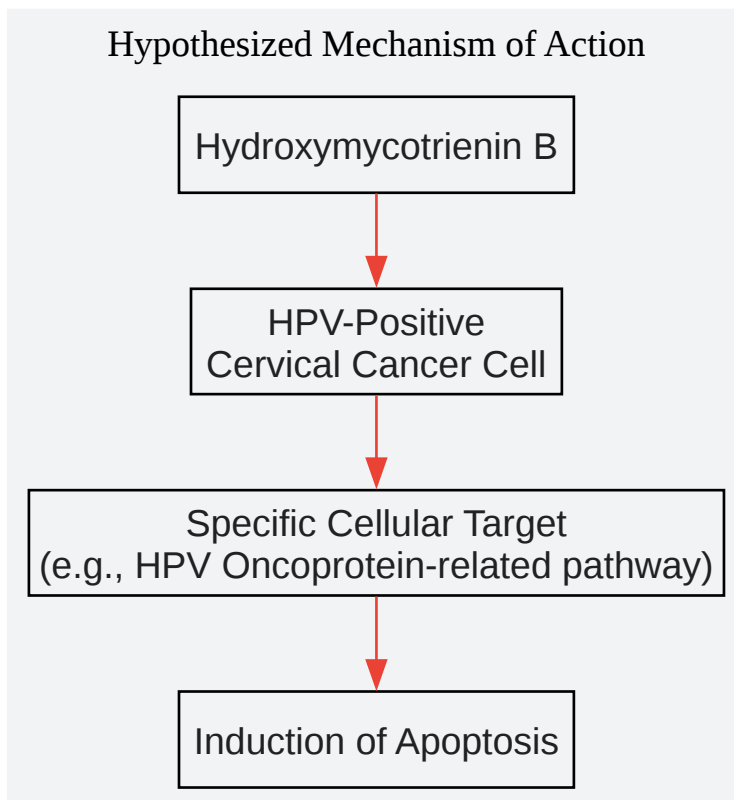 Hypothesized Mechanism of Action
Hydroxymycotrienin B
HPV-Positive
Cervical Cancer Cell
Specific Cellular Target
(e.g., HPV Oncoprotein-related pathway)
Induction of Apoptosis